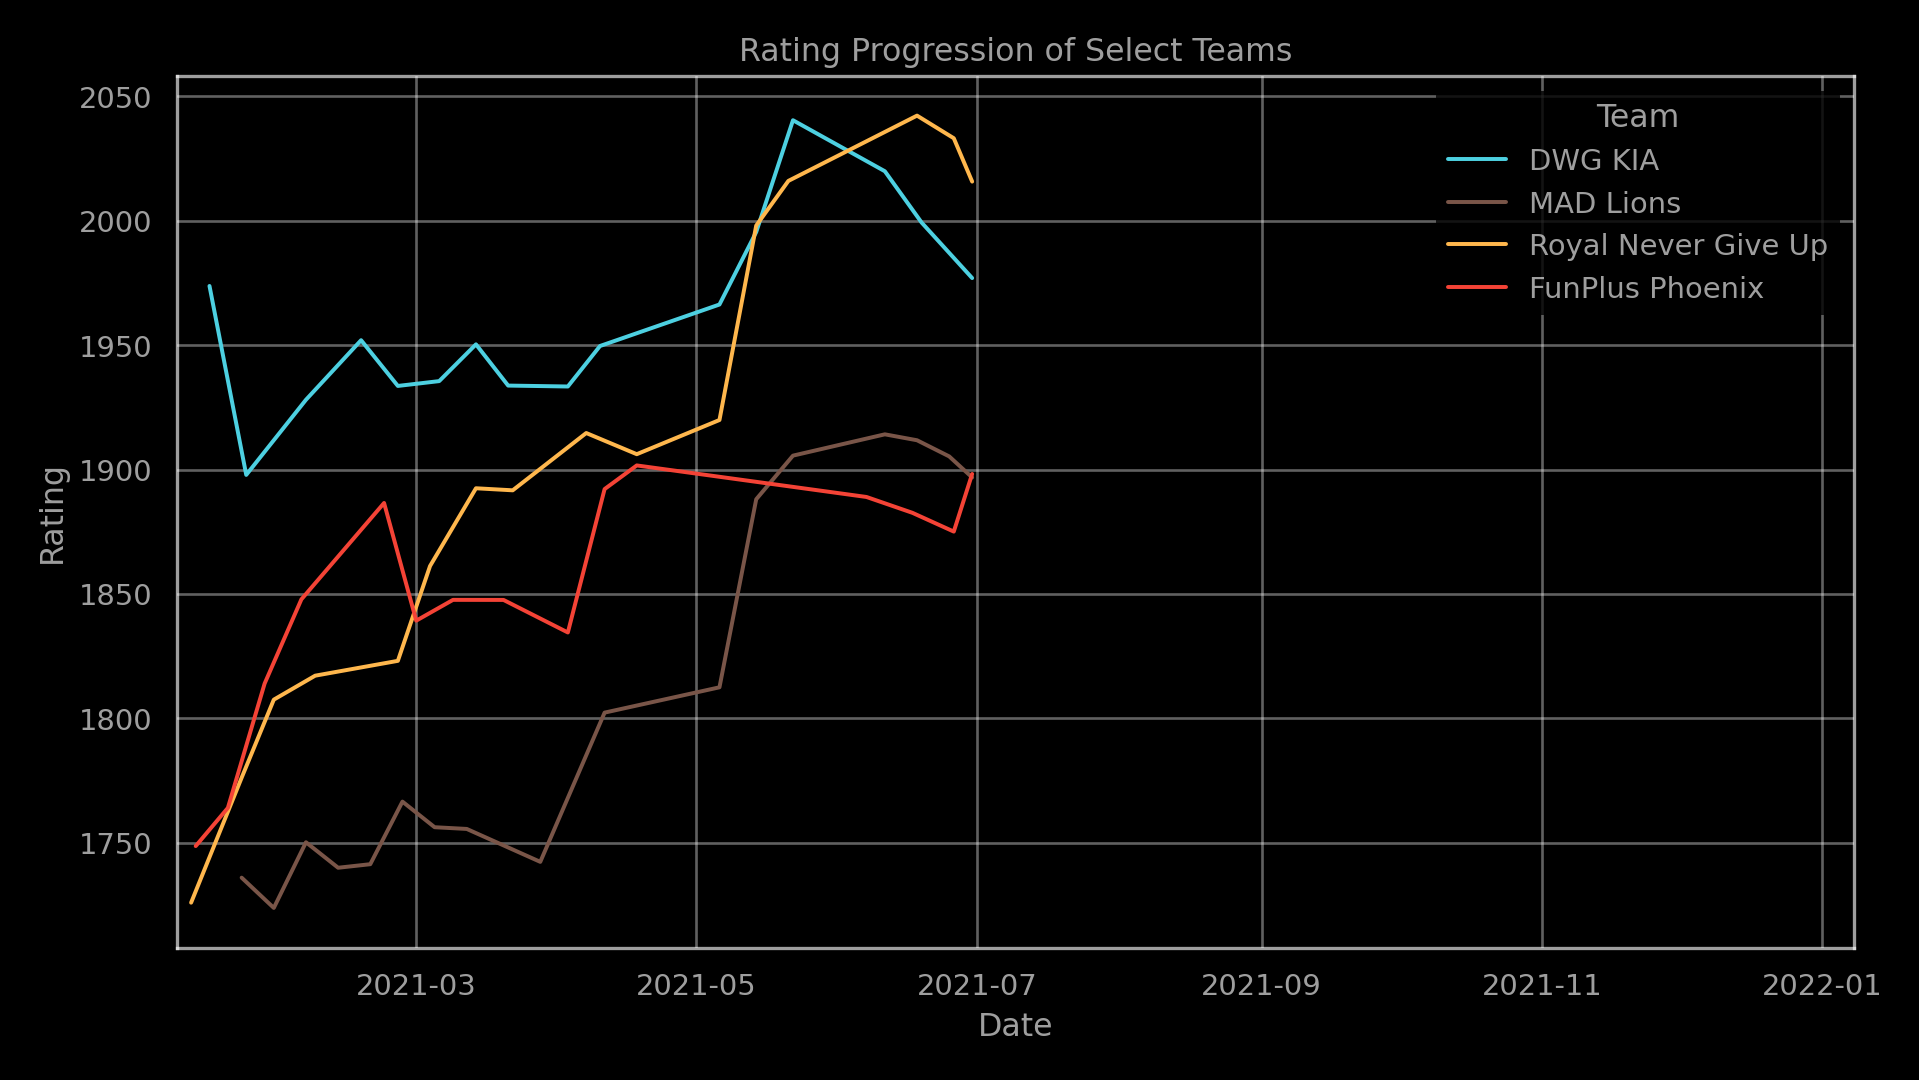 Rating Progression of Select Teams
2050
2000
1950
1900
1850
1800
1750
Rating
Team
DWG KIA
MAD Lions
Royal Never Give Up
FunPlus Phoenix
2021-03 2021-05 2021-07 2021-09 2021-11 2022-01
Date